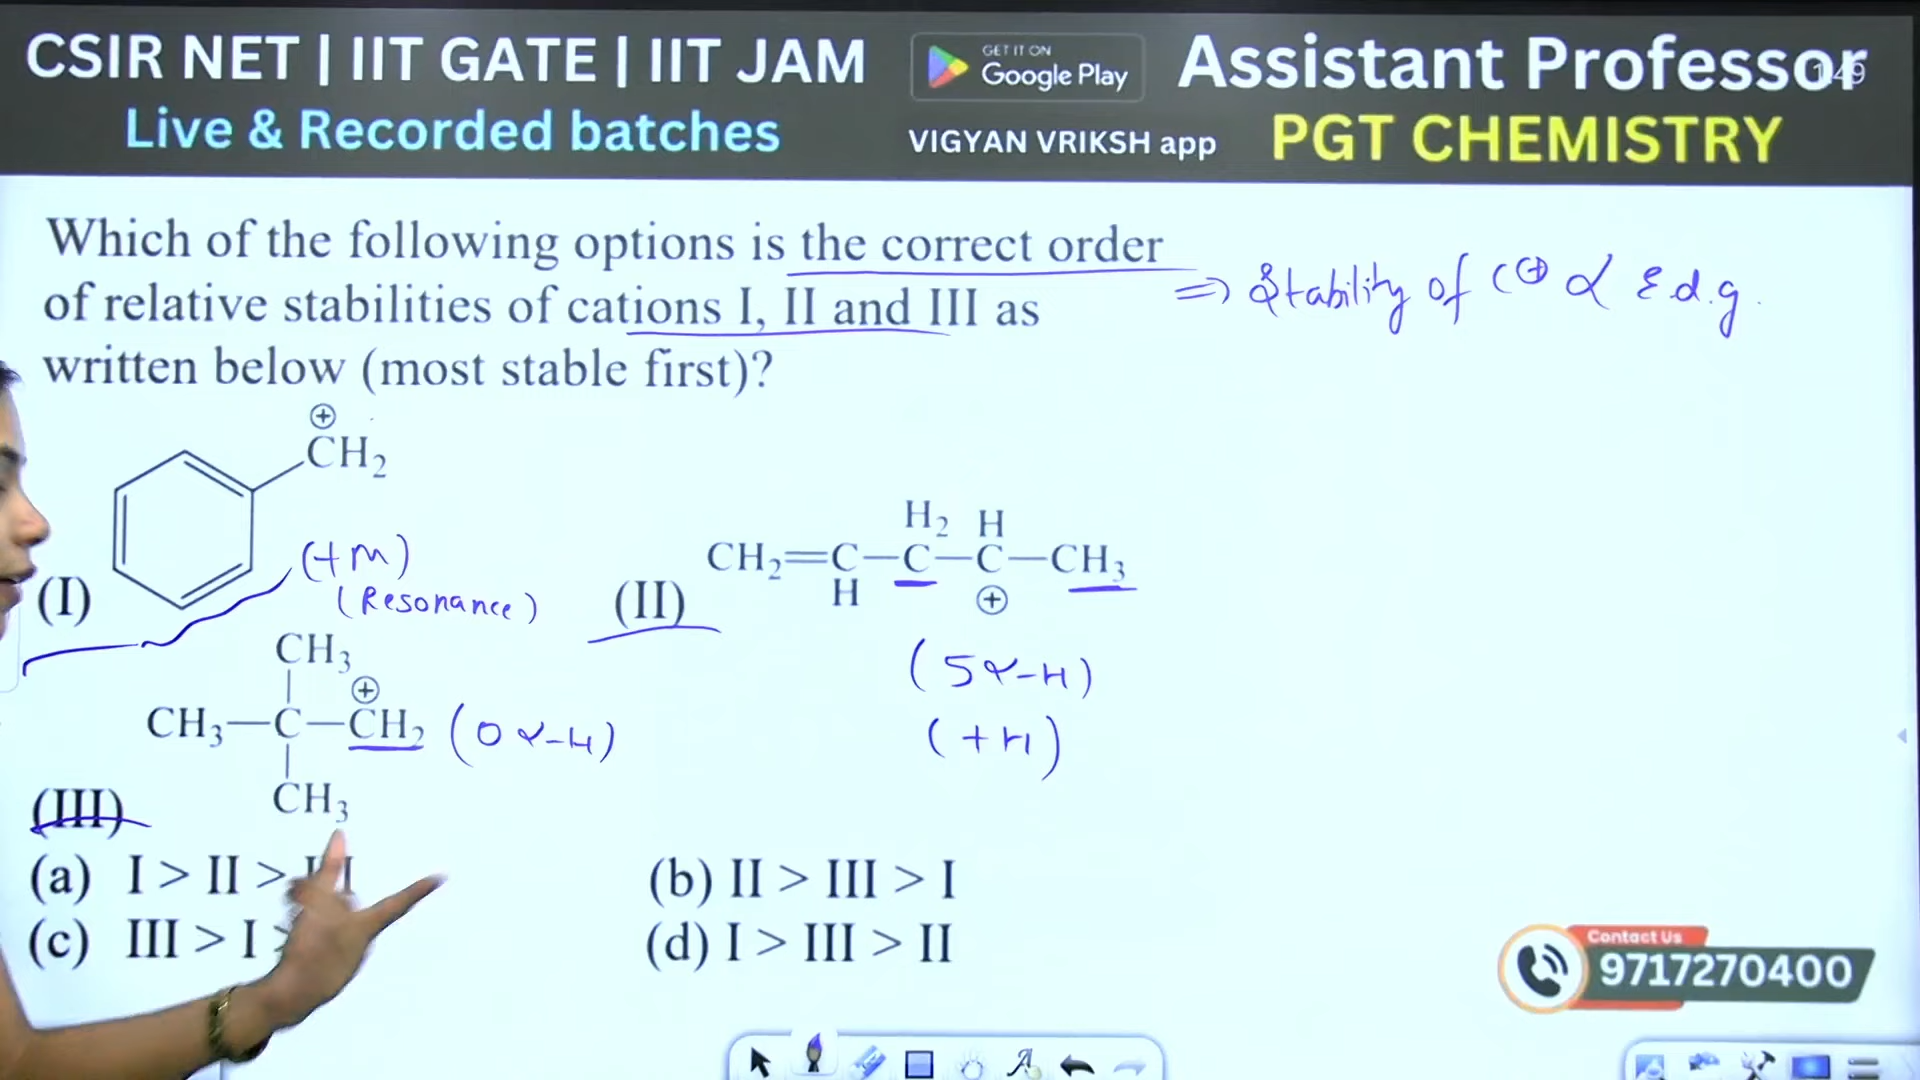 CSIR NET | IIT GATE | IIT JAM
Live & Recorded batches
GET IT ON
Google Play
VIGYAN VRIKSH app
Assistant Professor
PGT CHEMISTRY
Which of the following options is the correct order
of relative stabilities of cations I, II and III as
written below (most stable first)?
⇒ Stability of C⊕ ∝ E.d.g.
⊕
CH₂
(I)
(+M)
(Resonance)
H₂ H
CH₂=C—C—C—CH₃
H ⊕
(II)
(5α-H)
(+H)
CH₃
⊕
CH₃—C—CH₂ (0 α-H)
CH₃
(III)
(a) I > II > III
(b) II > III > I
(c) III > I >
(d) I > III > II
Contact Us
9717270400